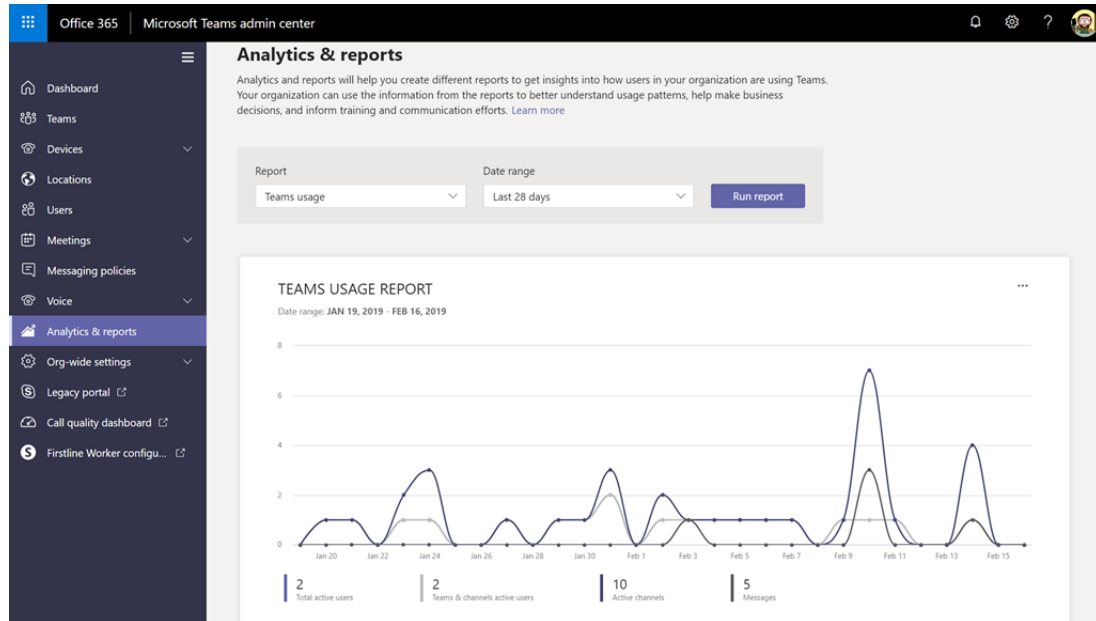 Office 365
Microsoft Teams admin center
?
Dashboard
Teams
Devices
Locations
Users
Meetings
Messaging policies
Voice
Analytics & reports
Org-wide settings
Legacy portal
Call quality dashboard
Firstline Worker configu...
Analytics & reports
Analytics and reports will help you create different reports to get insights into how users in your organization are using Teams.
Your organization can use the information from the reports to better understand usage patterns, help make business
decisions, and inform training and communication efforts. Learn more
Report
Date range
Teams usage
Last 28 days
Run report
TEAMS USAGE REPORT
Date range: JAN 19, 2019 - FEB 16, 2019
8
6
4
2
0
Jan 20 Jan 22 Jan 24 Jan 26 Jan 28 Jan 30 Feb 1 Feb 3 Feb 5 Feb 7 Feb 9 Feb 11 Feb 13 Feb 15
2
Total active users
2
Teams & channels active users
10
Active channels
5
Messages